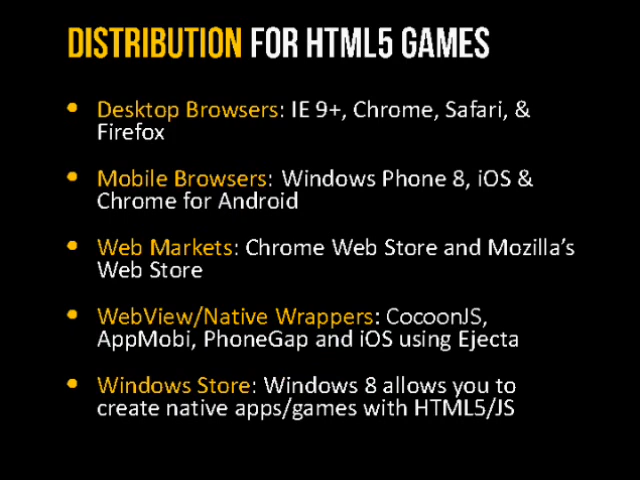 DISTRIBUTION FOR HTML5 GAMES
• Desktop Browsers: IE 9+, Chrome, Safari, &
Firefox
• Mobile Browsers: Windows Phone 8, iOS &
Chrome for Android
• Web Markets: Chrome Web Store and Mozilla's
Web Store
• WebView/Native Wrappers: CocoonJS,
AppMobi, PhoneGap and iOS using Ejecta
• Windows Store: Windows 8 allows you to
create native apps/games with HTML5/JS